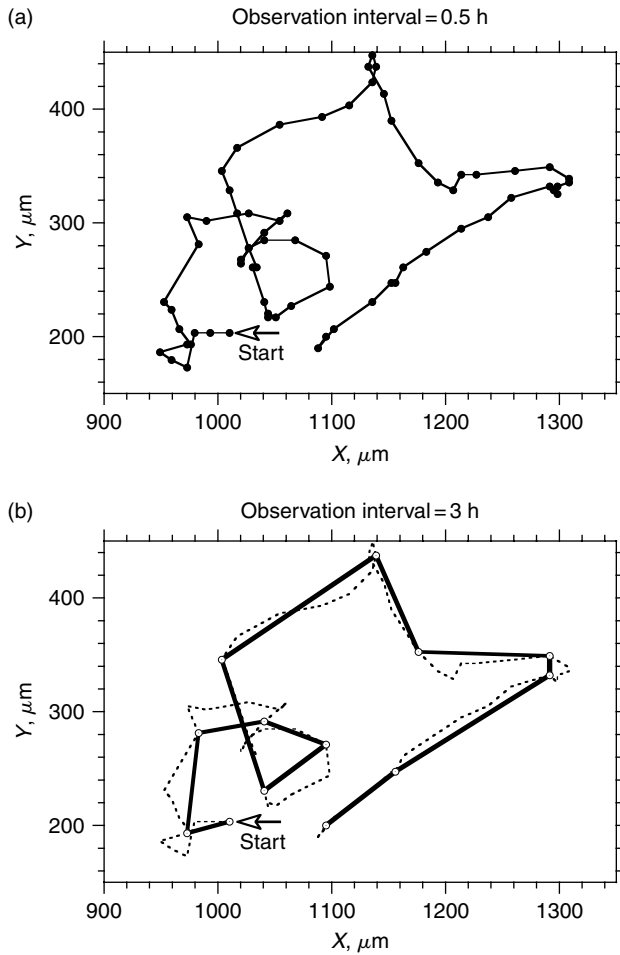 (a)
Observation interval = 0.5 h
400
300
200
Y, μm
Start
900 1000 1100 1200 1300
X, μm
(b)
Observation interval = 3 h
400
300
200
Y, μm
Start
900 1000 1100 1200 1300
X, μm